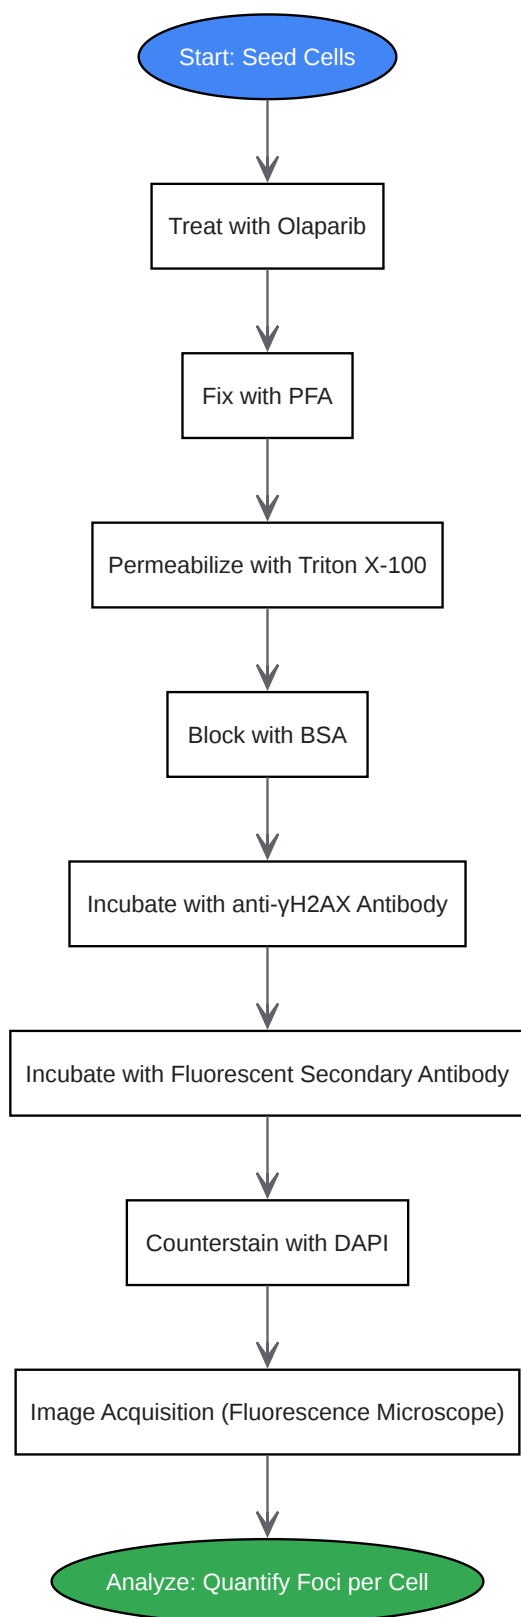 Start: Seed Cells
Treat with Olaparib
Fix with PFA
Permeabilize with Triton X-100
Block with BSA
Incubate with anti-γH2AX Antibody
Incubate with Fluorescent Secondary Antibody
Counterstain with DAPI
Image Acquisition (Fluorescence Microscope)
Analyze: Quantify Foci per Cell